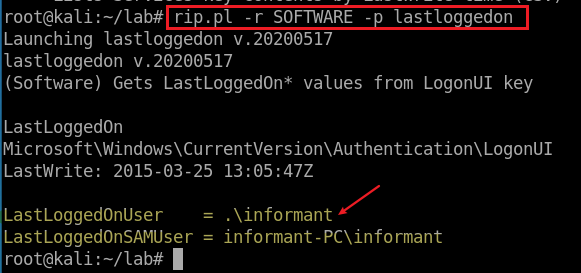 root@kali:~/lab# rip.pl -r SOFTWARE -p lastloggedon
Launching lastloggedon v.20200517
lastloggedon v.20200517
(Software) Gets LastLoggedOn* values from LogonUI key
LastLoggedOn
Microsoft\Windows\CurrentVersion\Authentication\LogonUI
LastWrite: 2015-03-25 13:05:47Z
LastLoggedOnUser    = .\informant
LastLoggedOnSAMUser = informant-PC\informant
root@kali:~/lab#